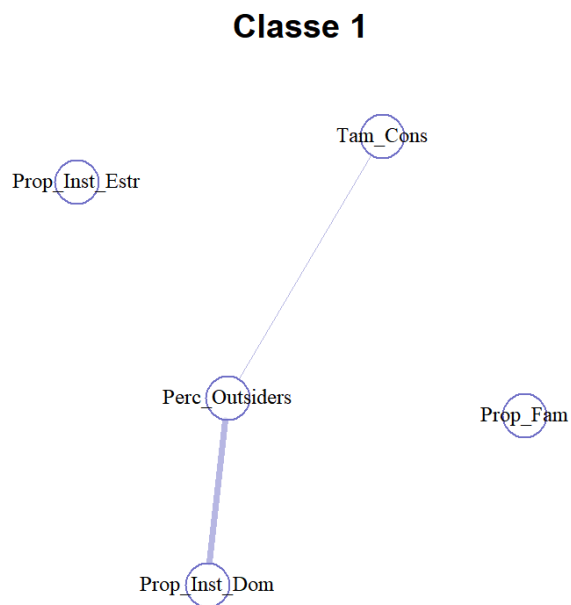 Classe 1
Tam_Cons
Prop_Inst_Estr
Perc_Outsiders
Prop_Fam
Prop_Inst_Dom